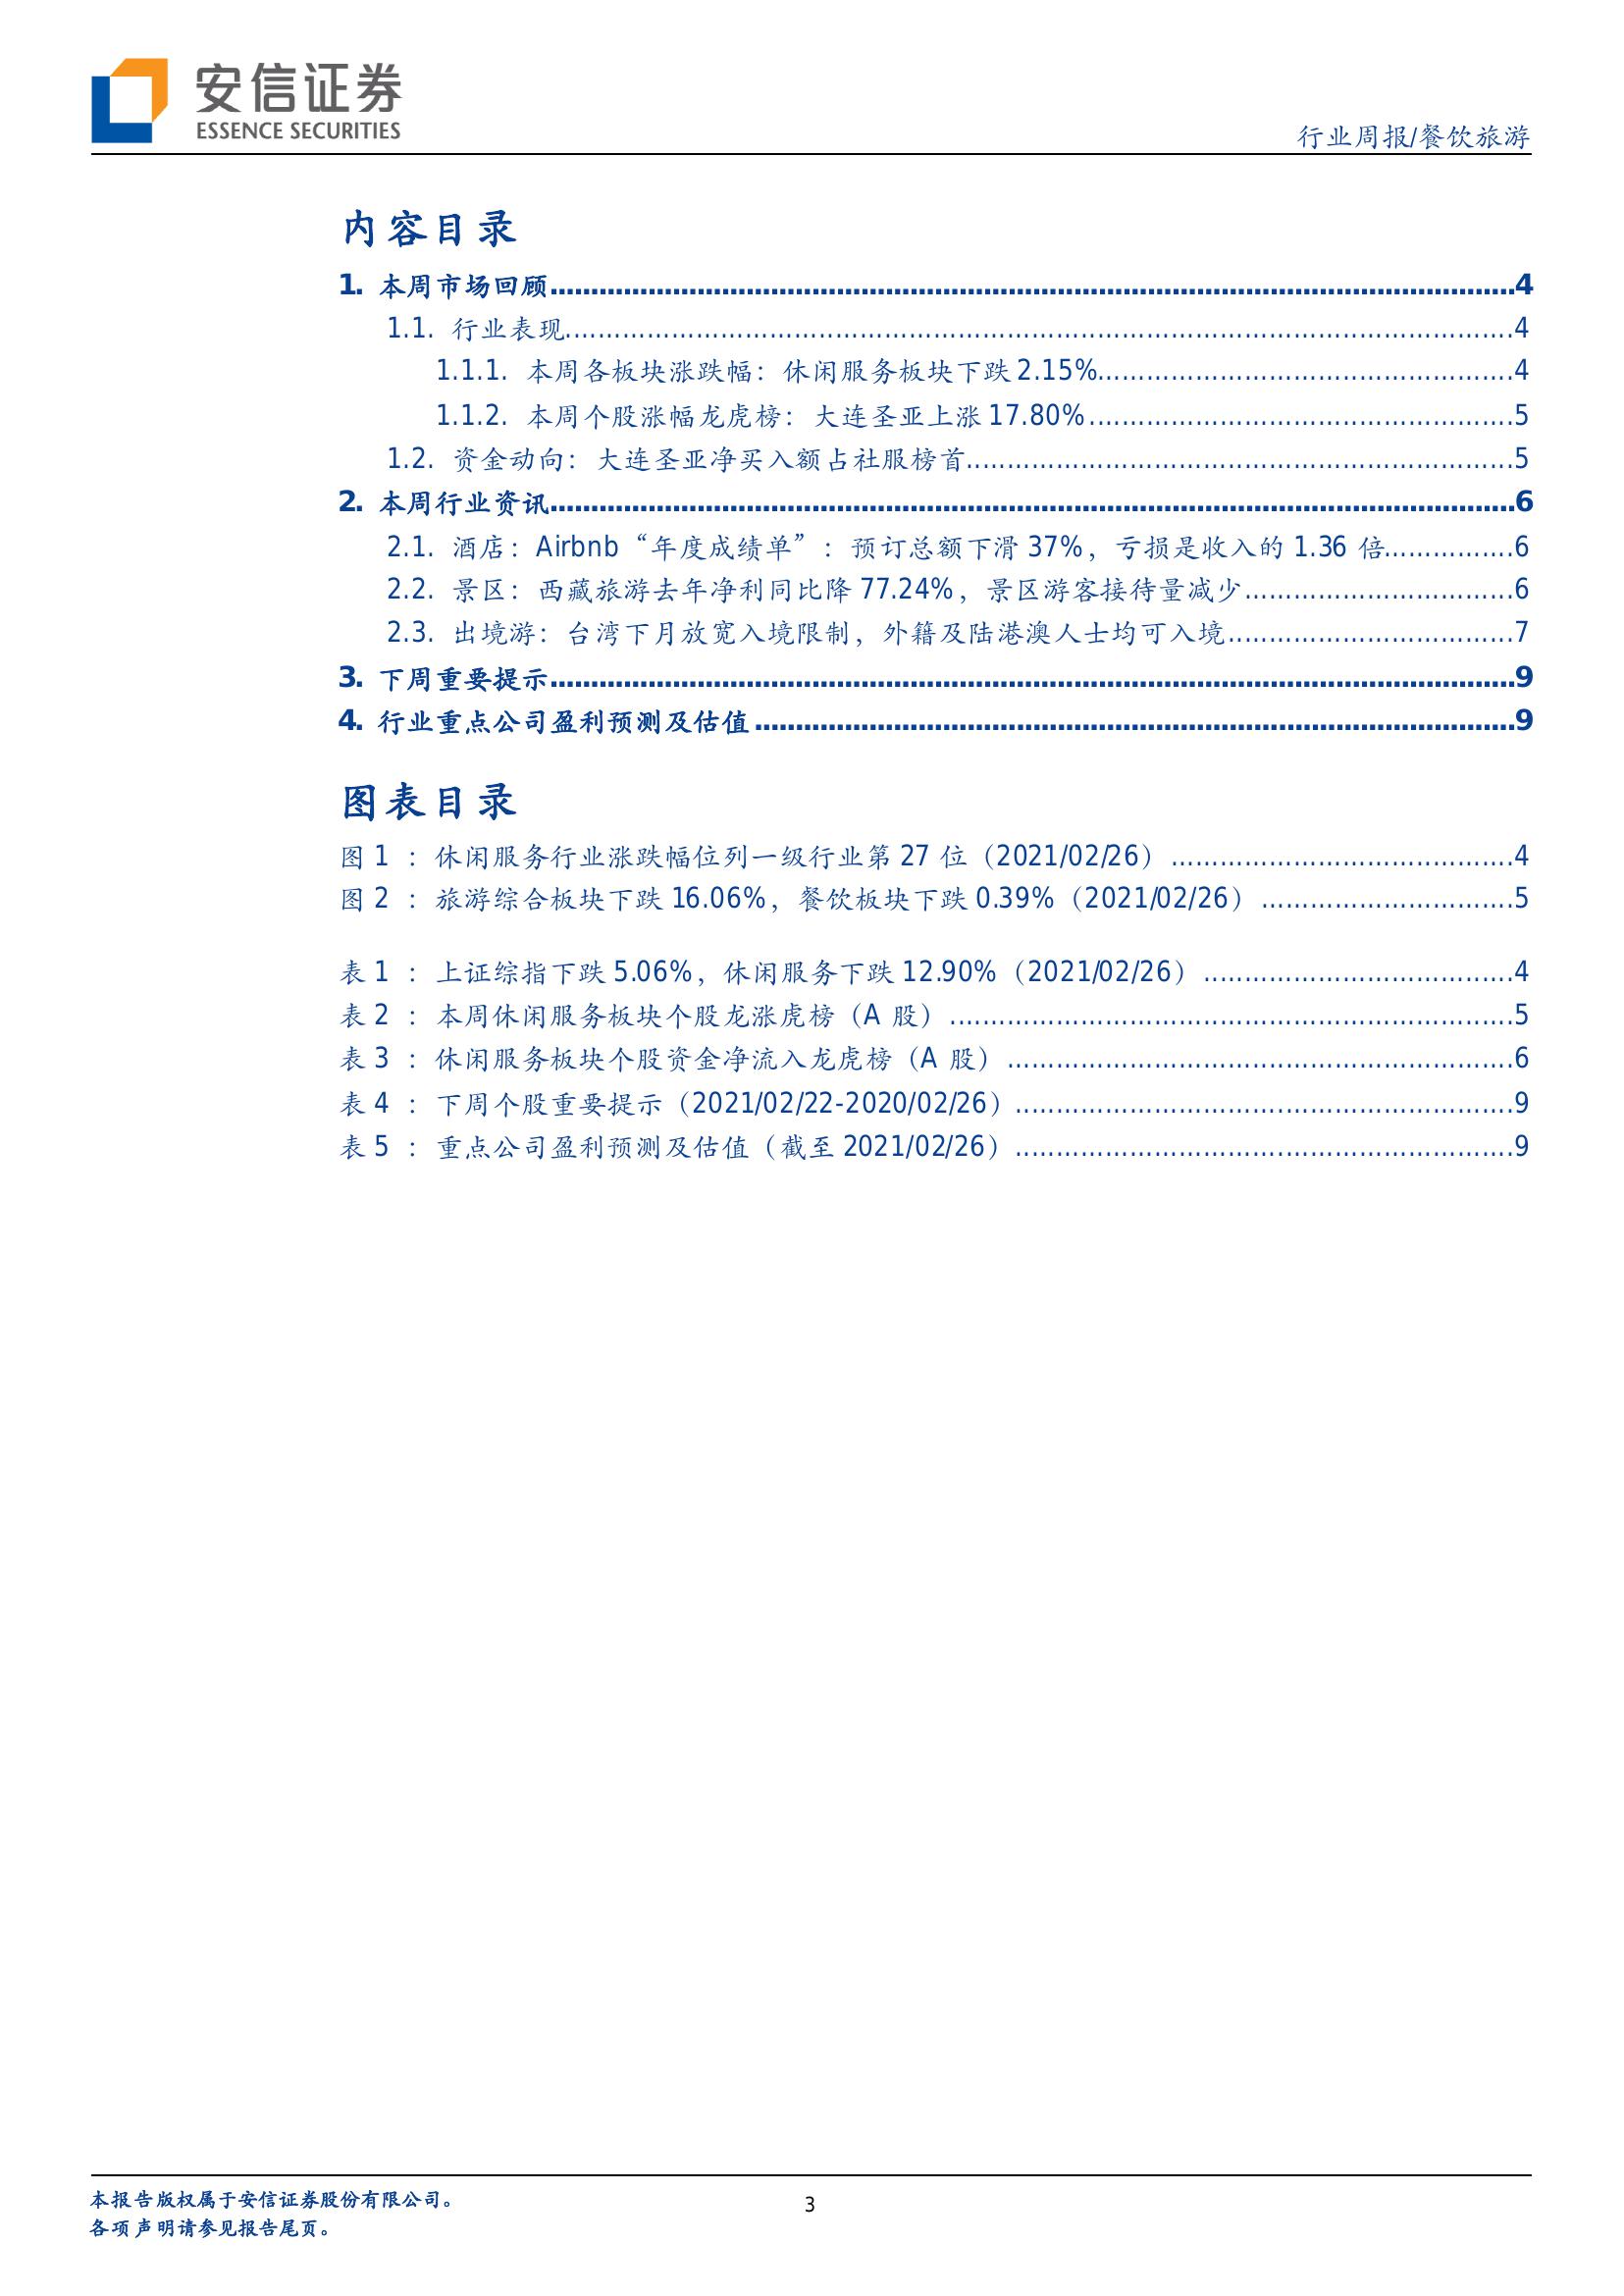 安信证券
ESSENCE SECURITIES
行业周报/餐饮旅游
内容目录
1. 本周市场回顾....................4
1.1. 行业表现....................4
1.1.1. 本周各板块涨跌幅：休闲服务板块下跌 2.15%....................4
1.1.2. 本周个股涨幅龙虎榜：大连圣亚上涨 17.80%....................5
1.2. 资金动向：大连圣亚净买入额占社服榜首....................5
2. 本周行业资讯....................6
2.1. 酒店：Airbnb“年度成绩单”：预订总额下滑 37%，亏损是收入的 1.36 倍....................6
2.2. 景区：西藏旅游去年净利同比降 77.24%，景区游客接待量减少....................6
2.3. 出境游：台湾下月放宽入境限制，外籍及陆港澳人士均可入境....................7
3. 下周重要提示....................9
4. 行业重点公司盈利预测及估值....................9
图表目录
图 1 ：休闲服务行业涨跌幅位列一级行业第 27 位（2021/02/26）....................4
图 2 ：旅游综合板块下跌 16.06%，餐饮板块下跌 0.39%（2021/02/26）....................5
表 1 ：上证综指下跌 5.06%，休闲服务下跌 12.90%（2021/02/26）....................4
表 2 ：本周休闲服务板块个股龙涨虎榜（A 股）....................5
表 3 ：休闲服务板块个股资金净流入龙虎榜（A 股）....................6
表 4 ：下周个股重要提示（2021/02/22-2020/02/26）....................9
表 5 ：重点公司盈利预测及估值（截至 2021/02/26）....................9
本报告版权属于安信证券股份有限公司。
3
各项声明请参见报告尾页。